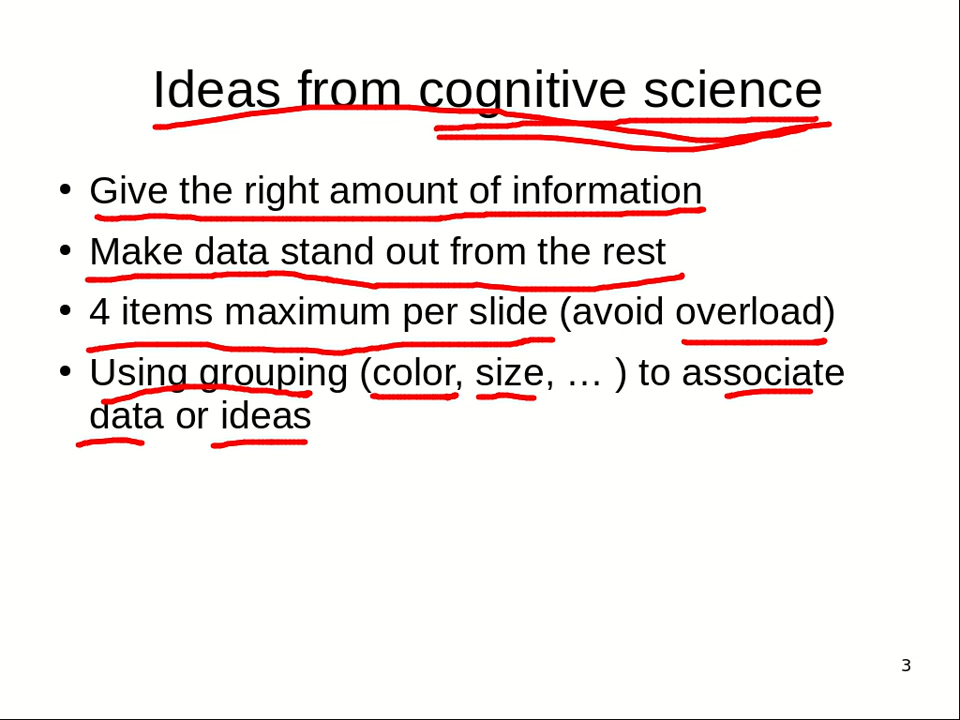 Ideas from cognitive science
• Give the right amount of information
• Make data stand out from the rest
• 4 items maximum per slide (avoid overload)
• Using grouping (color, size, … ) to associate
data or ideas
3